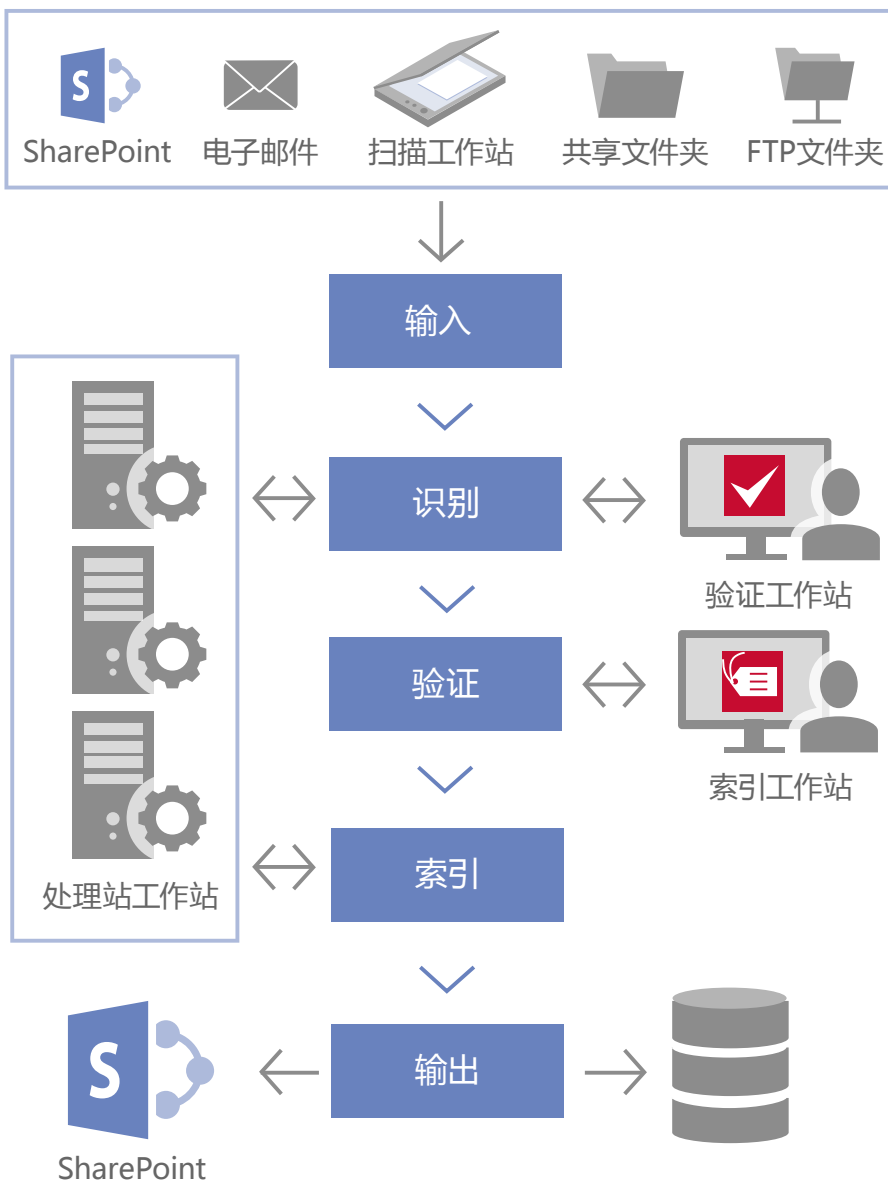 SharePoint
电子邮件
扫描工作站
共享文件夹
FTP文件夹
输入
识别
验证工作站
验证
索引工作站
索引
处理站工作站
输出
SharePoint